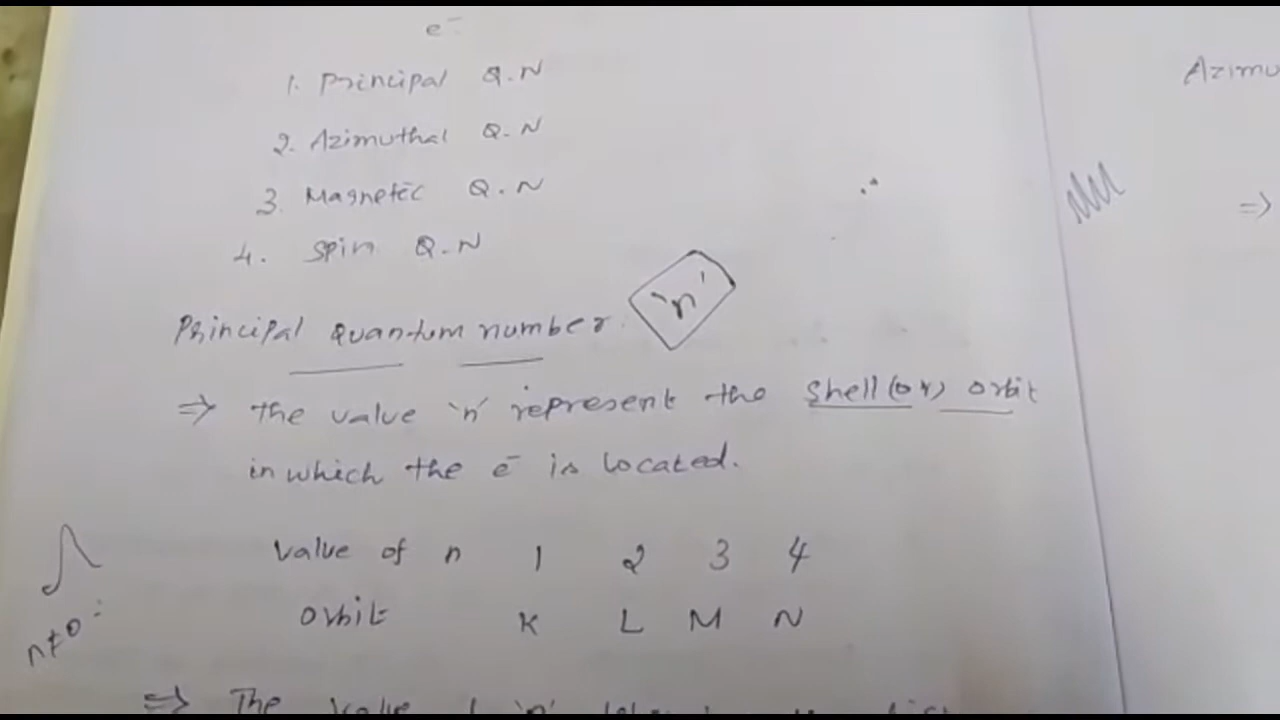 e⁻
1. Principal Q.N
2. Azimuthal Q.N
3. Magnetic Q.N
4. Spin Q.N
Principal Quantum number. 'n'
⇒ the value 'n' represent the Shell (or) orbit
in which the e⁻ is located.
Value of n 1 2 3 4
orbit K L M N
n≠0
⇒ The value 'n'
Azimu
⇒